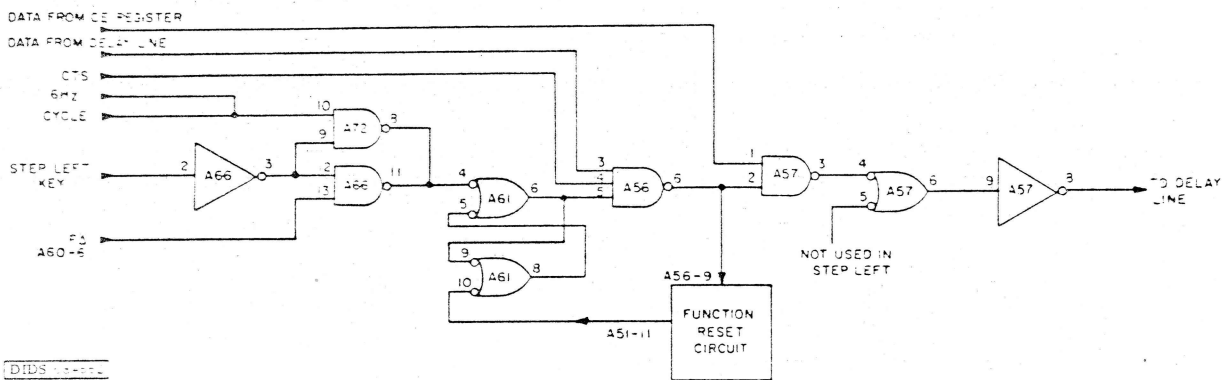 DATA FROM CE REGISTER
DATA FROM DELAY LINE
CTS
6HZ
CYCLE
STEP LEFT
KEY
A60-6
2
A66
3
10
9
A72
8
12
13
A66
11
4
5
A61
6
9
10
A61
8
3
4
5
A56
6
1
2
A57
3
4
5
A57
6
9
A57
8
TO DELAY
LINE
NOT USED IN
STEP LEFT
A56-9
A51-11
FUNCTION
RESET
CIRCUIT
DIDS